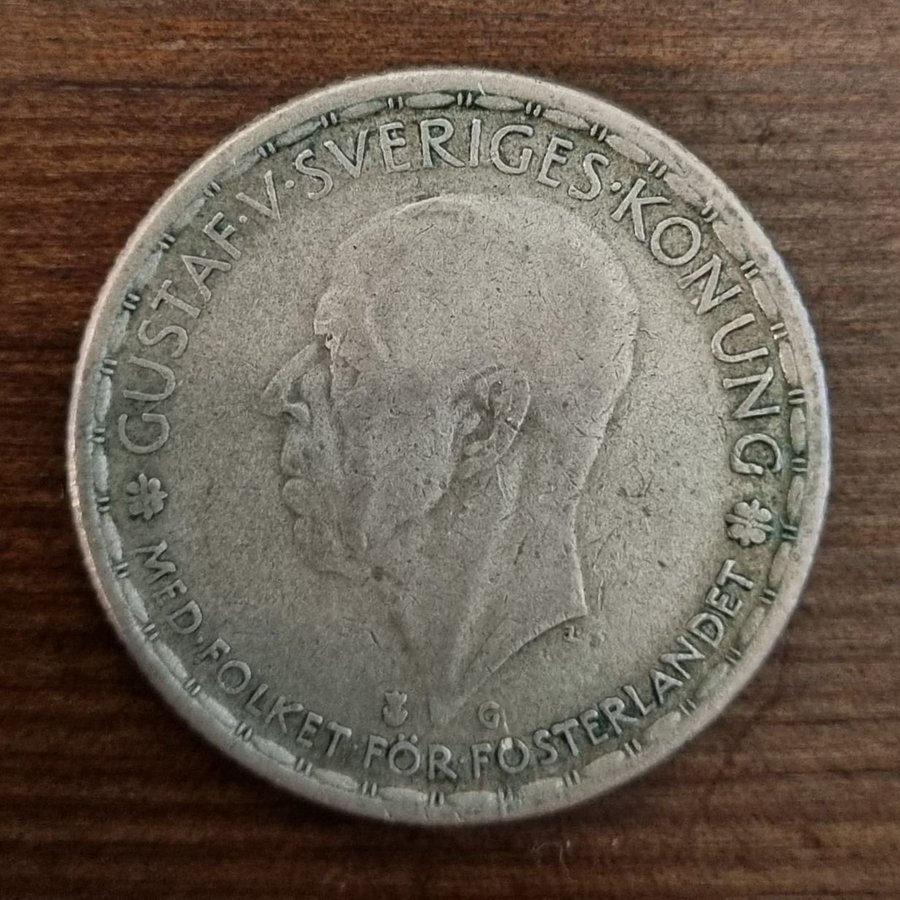 GUSTAF·V·SVERIGES·KONUNG
MED·FOLKET·FÖR·FOSTERLANDET
G